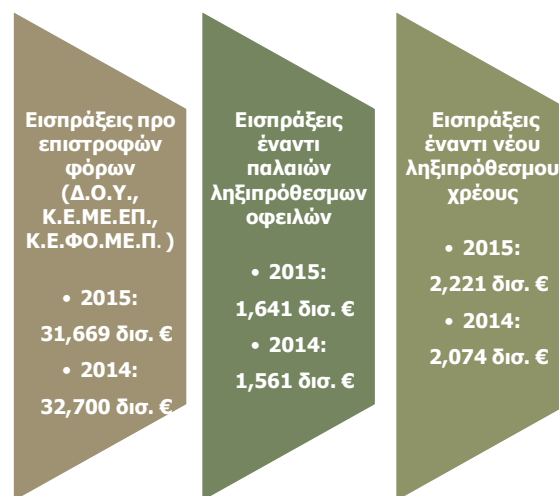 Εισπράξεις προ
επιστροφών
φόρων
(Δ.Ο.Υ.,
Κ.Ε.ΜΕ.ΕΠ.,
Κ.Ε.ΦΟ.ΜΕ.Π. )
• 2015:
31,669 δισ. €
• 2014:
32,700 δισ. €
Εισπράξεις
έναντι
παλαιών
ληξιπρόθεσμων
οφειλών
• 2015:
1,641 δισ. €
• 2014:
1,561 δισ. €
Εισπράξεις
έναντι νέου
ληξιπρόθεσμου
χρέους
• 2015:
2,221 δισ. €
• 2014:
2,074 δισ. €